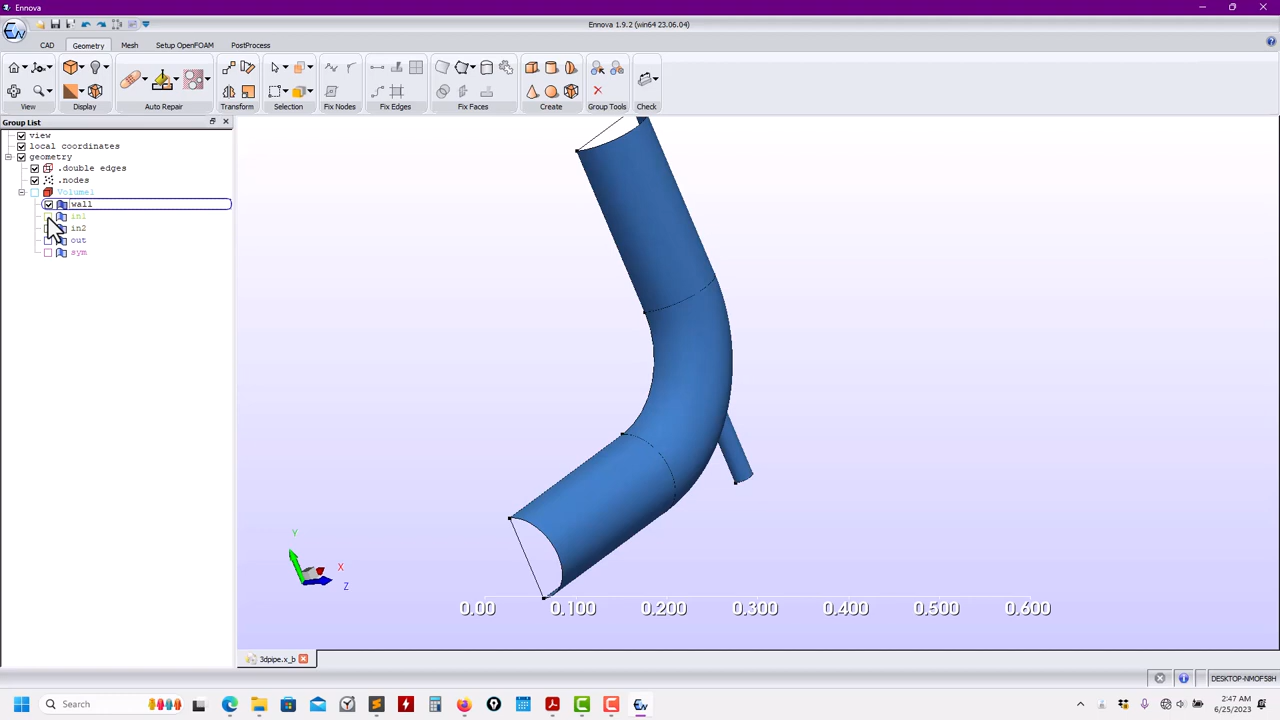 Ennova
Ennova 1.9.2 (win64 23.06.04)
CAD
Geometry
Mesh
Setup OpenFOAM
PostProcess
View
Display
Auto Repair
Transform
Selection
Fix Nodes
Fix Edges
Fix Faces
Create
Group Tools
Check
Group List
view
local coordinates
geometry
.double edges
.nodes
Volume1
wall
in1
in2
out
sym
Y
X
Z
0.00 0.100 0.200 0.300 0.400 0.500 0.600
3dpipe.x_b
DESKTOP-NMOF58H
Search
2:47 AM
6/25/2023